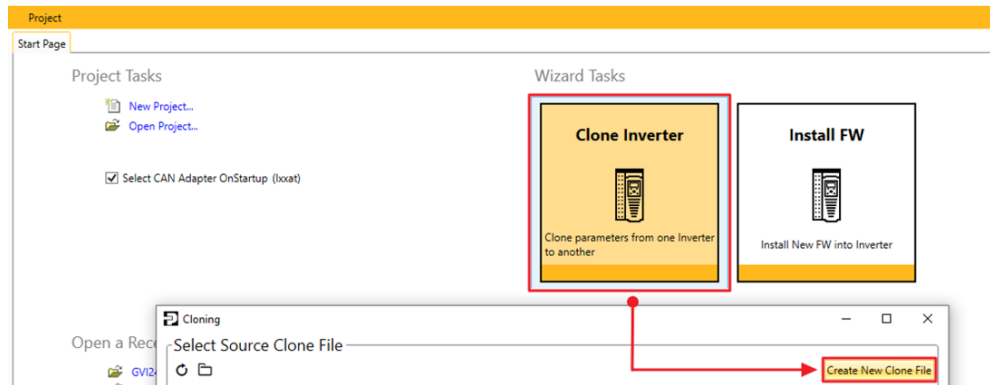 Project
Start Page
Project Tasks
New Project...
Open Project...
Select CAN Adapter OnStartup (Ixxat)
Wizard Tasks
Clone Inverter
Clone parameters from one Inverter
to another
Install FW
Install New FW into Inverter
Cloning
Open a Rec
Select Source Clone File
GVI24
Create New Clone File